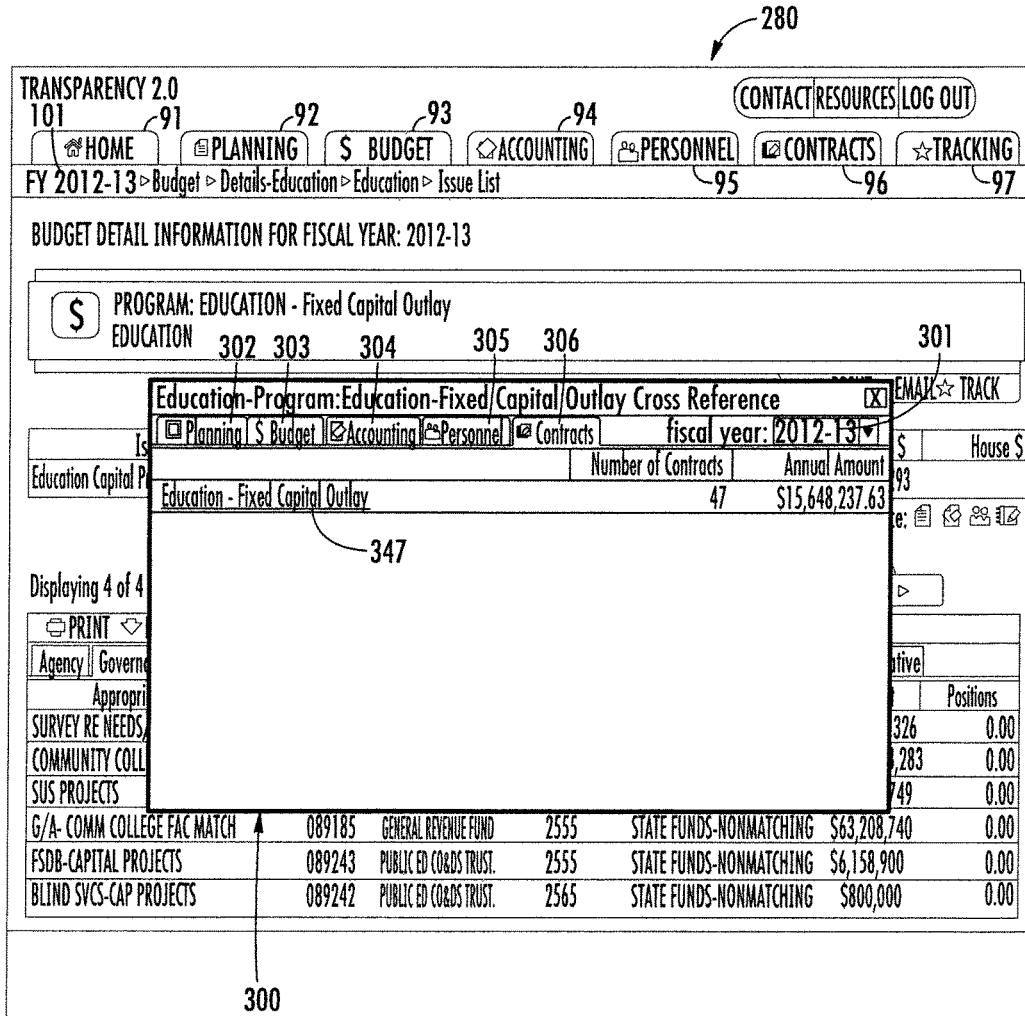 280
TRANSPARENCY 2.0
CONTACT RESOURCES LOG OUT
101 91 92 93 94
HOME PLANNING $ BUDGET ACCOUNTING PERSONNEL CONTRACTS ☆TRACKING
FY 2012-13▷Budget ▷ Details-Education▷Education▷ Issue List
95 96 97
BUDGET DETAIL INFORMATION FOR FISCAL YEAR: 2012-13
$ PROGRAM: EDUCATION - Fixed Capital Outlay
EDUCATION
302 303 304 305 306 301
EMAIL☆ TRACK
Education-Program:Education-Fixed Capital Outlay Cross Reference X
Planning $ Budget Accounting Personnel Contracts fiscal year: 2012-13▼
Is $ House $
Number of Contracts Annual Amount
Education Capital P 93
Education - Fixed Capital Outlay 47 $15,648,237.63
e:
347
Displaying 4 of 4 ▷
PRINT
Agency Governo ative
Appropri Positions
SURVEY RE NEEDS, 326 0.00
COMMUNITY COLL ,283 0.00
SUS PROJECTS 749 0.00
G/A- COMM COLLEGE FAC MATCH 089185 GENERAL REVENUE FUND 2555 STATE FUNDS-NONMATCHING $63,208,740 0.00
FSDB-CAPITAL PROJECTS 089243 PUBLIC ED CO&DS TRUST. 2555 STATE FUNDS-NONMATCHING $6,158,900 0.00
BLIND SVCS-CAP PROJECTS 089242 PUBLIC ED CO&DS TRUST. 2565 STATE FUNDS-NONMATCHING $800,000 0.00
300